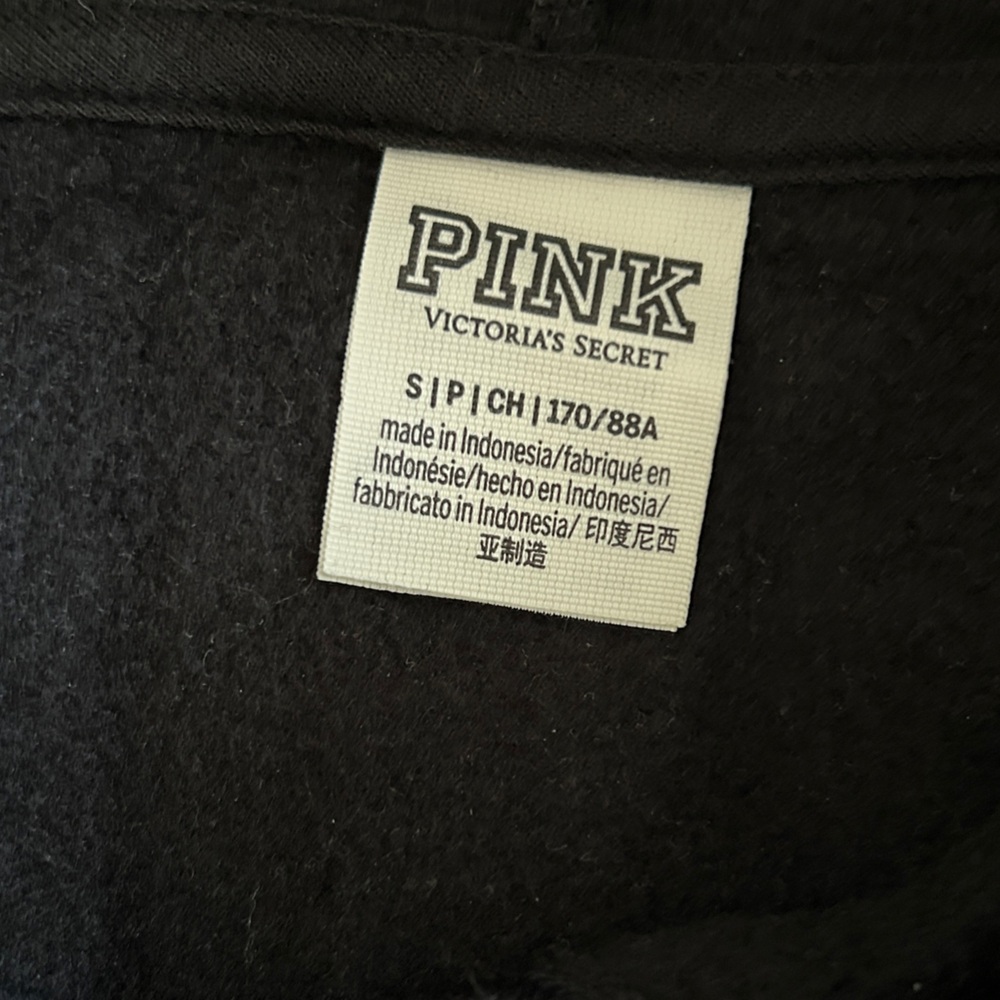 PINK
VICTORIA'S SECRET
S | P | CH | 170/88A
made in Indonesia/fabriqué en
Indonésie/hecho en Indonesia/
fabbricato in Indonesia/ 印度尼西
亚制造